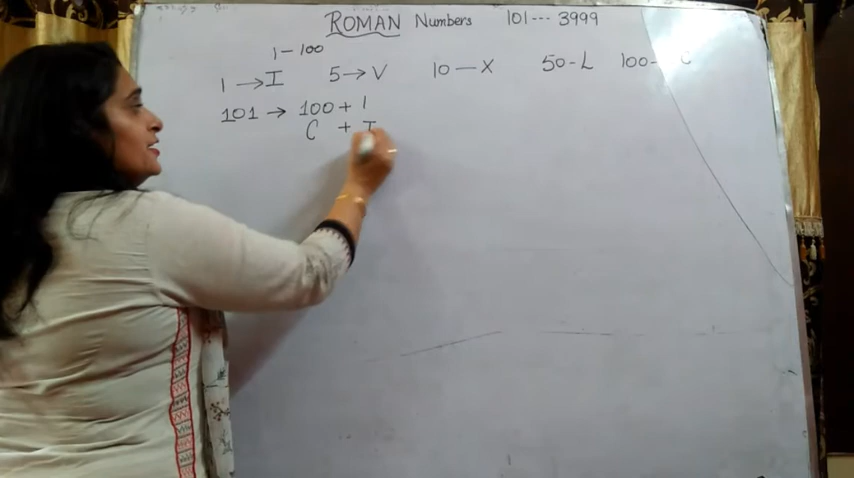 ROMAN Numbers 101--- 3999
1-100
1 → I 5 → V 10 — X 50 - L 100 - C
101 → 100 + 1
C + I